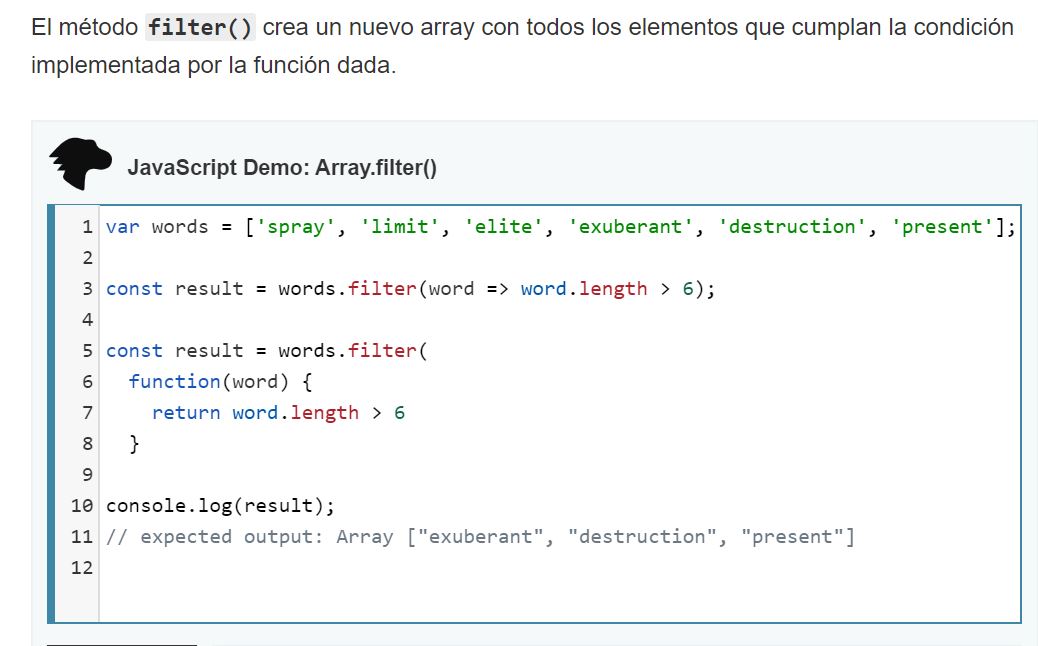 El método filter() crea un nuevo array con todos los elementos que cumplan la condición
implementada por la función dada.
JavaScript Demo: Array.filter()
1 var words = ['spray', 'limit', 'elite', 'exuberant', 'destruction', 'present'];
2
3 const result = words.filter(word => word.length > 6);
4
5 const result = words.filter(
6   function(word) {
7     return word.length > 6
8   }
9
10 console.log(result);
11 // expected output: Array ["exuberant", "destruction", "present"]
12